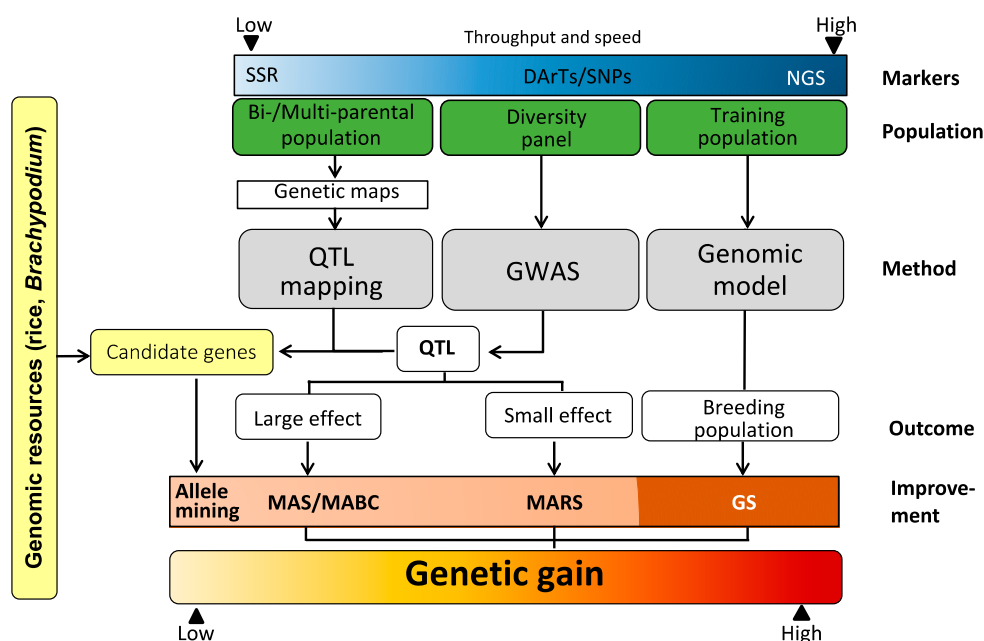 Low
High
Throughput and speed
SSR
DArTs/SNPs
NGS
Markers
Bi-/Multi-parental
population
Diversity
panel
Training
population
Population
Genetic maps
QTL
mapping
GWAS
Genomic
model
Method
Genomic resources (rice, Brachypodium)
Candidate genes
QTL
Large effect
Small effect
Breeding
population
Outcome
Allele
mining
MAS/MABC
MARS
GS
Improve-
ment
Genetic gain
Low
High